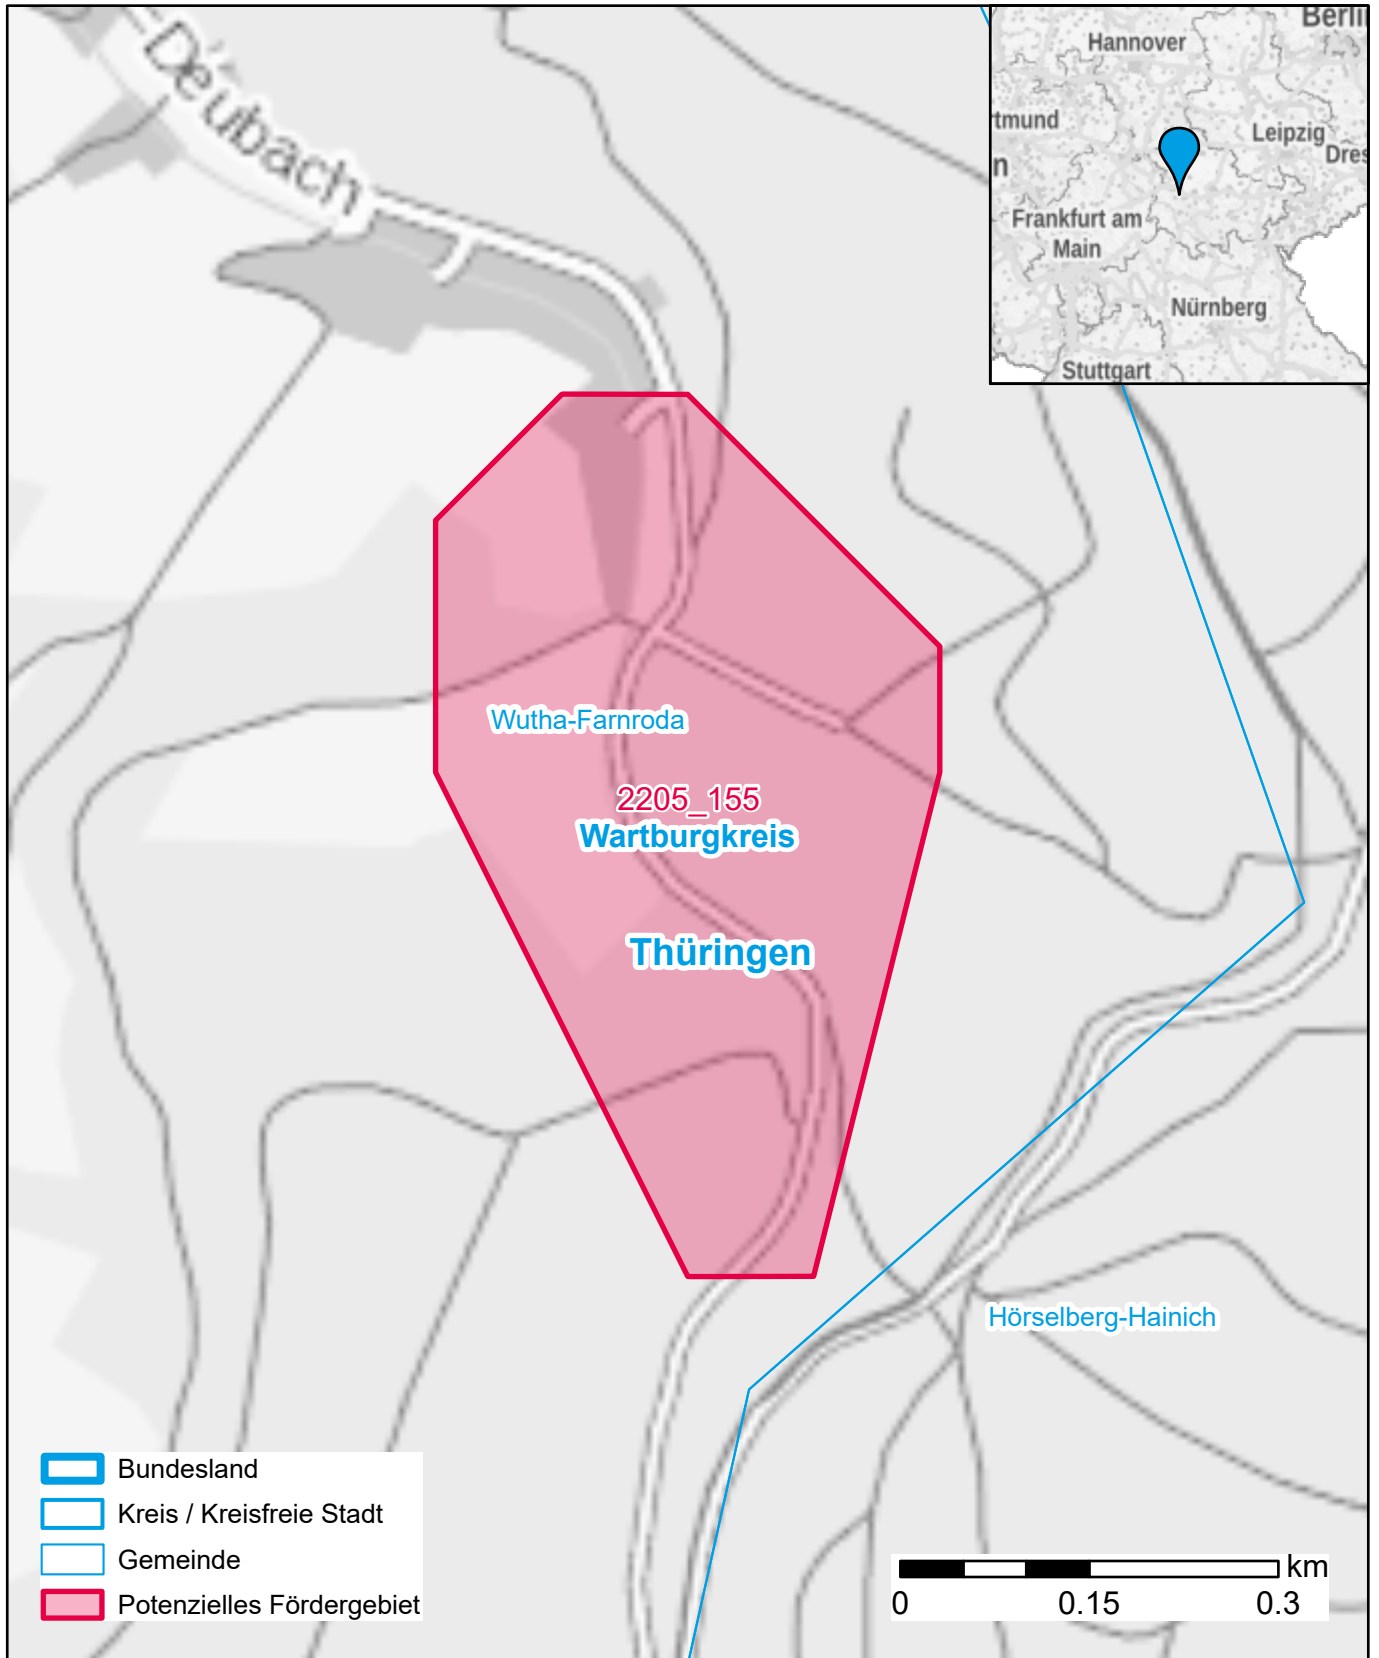 Deubach
Berli
Hannover
rtmund
Leipzig
Dres
n
Frankfurt am
Main
Nürnberg
Stuttgart
Wutha-Farnroda
2205_155
Wartburgkreis
Thüringen
Hörselberg-Hainich
Bundesland
Kreis / Kreisfreie Stadt
Gemeinde
Potenzielles Fördergebiet
km
0 0.15 0.3